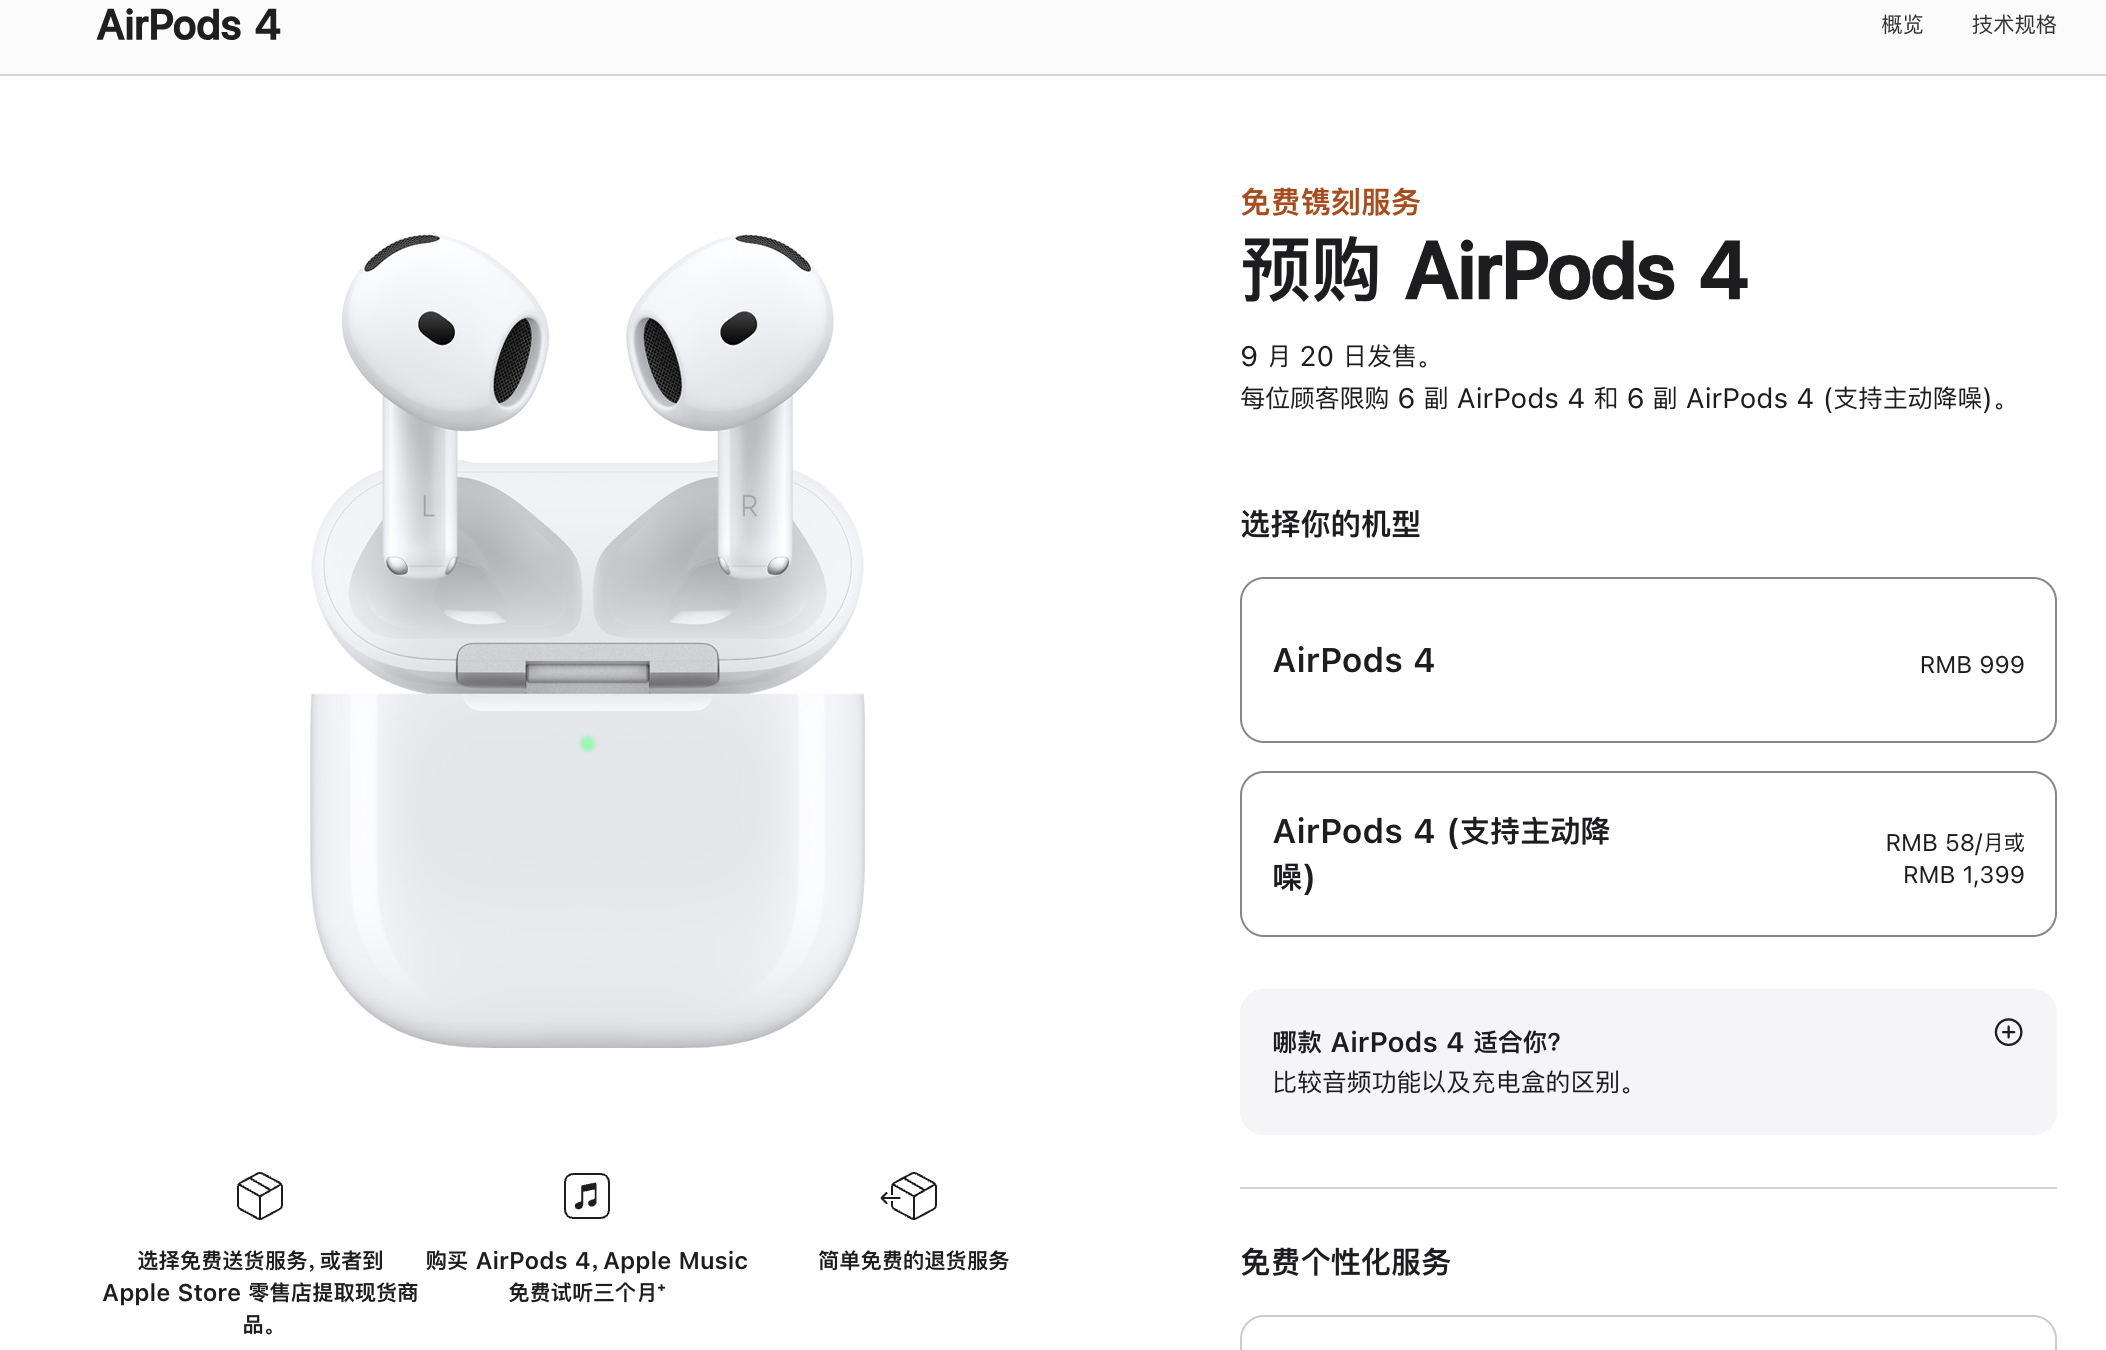 AirPods 4
概览
技术规格
免费镌刻服务
预购 AirPods 4
9 月 20 日发售。
每位顾客限购 6 副 AirPods 4 和 6 副 AirPods 4 (支持主动降噪)。
L
R
选择你的机型
AirPods 4
RMB 999
AirPods 4 (支持主动降
噪)
RMB 58/月或
RMB 1,399
哪款 AirPods 4 适合你?
比较音频功能以及充电盒的区别。
选择免费送货服务, 或者到
Apple Store 零售店提取现货商
品。
购买 AirPods 4, Apple Music
免费试听三个月⁺
简单免费的退货服务
免费个性化服务